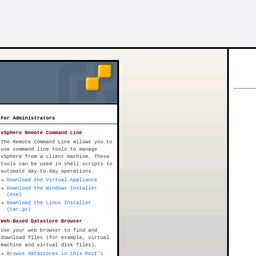 For Administrators
vSphere Remote Command Line
The Remote Command Line allows you to
use command line tools to manage
vSphere from a client machine. These
tools can be used in shell scripts to
automate day-to-day operations.
Download the Virtual Appliance
Download the Windows Installer
(exe)
Download the Linux Installer
(tar.gz)
Web-Based Datastore Browser
Use your web browser to find and
download files (for example, virtual
machine and virtual disk files).
Browse datastores in this host's